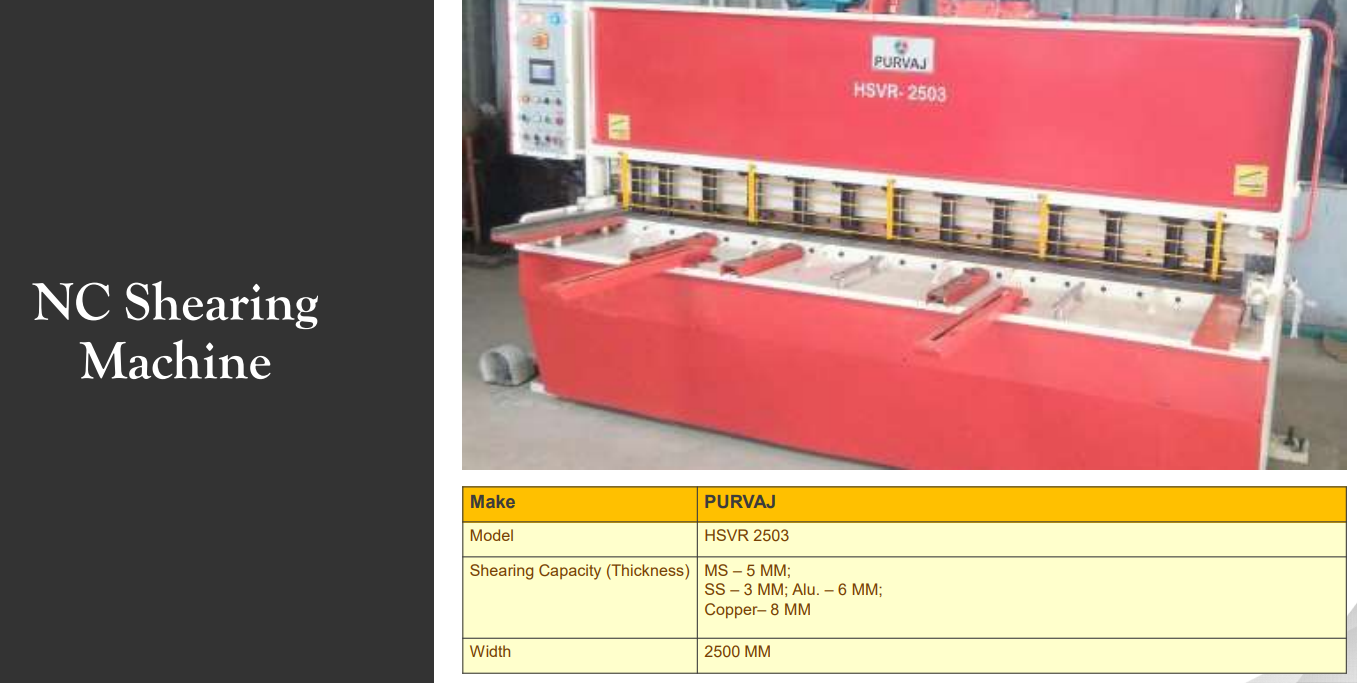 NC Shearing
Machine
PURVAJ
HSVR- 2503
Make PURVAJ
Model HSVR 2503
Shearing Capacity (Thickness) MS – 5 MM;
SS – 3 MM; Alu. – 6 MM;
Copper– 8 MM
Width 2500 MM